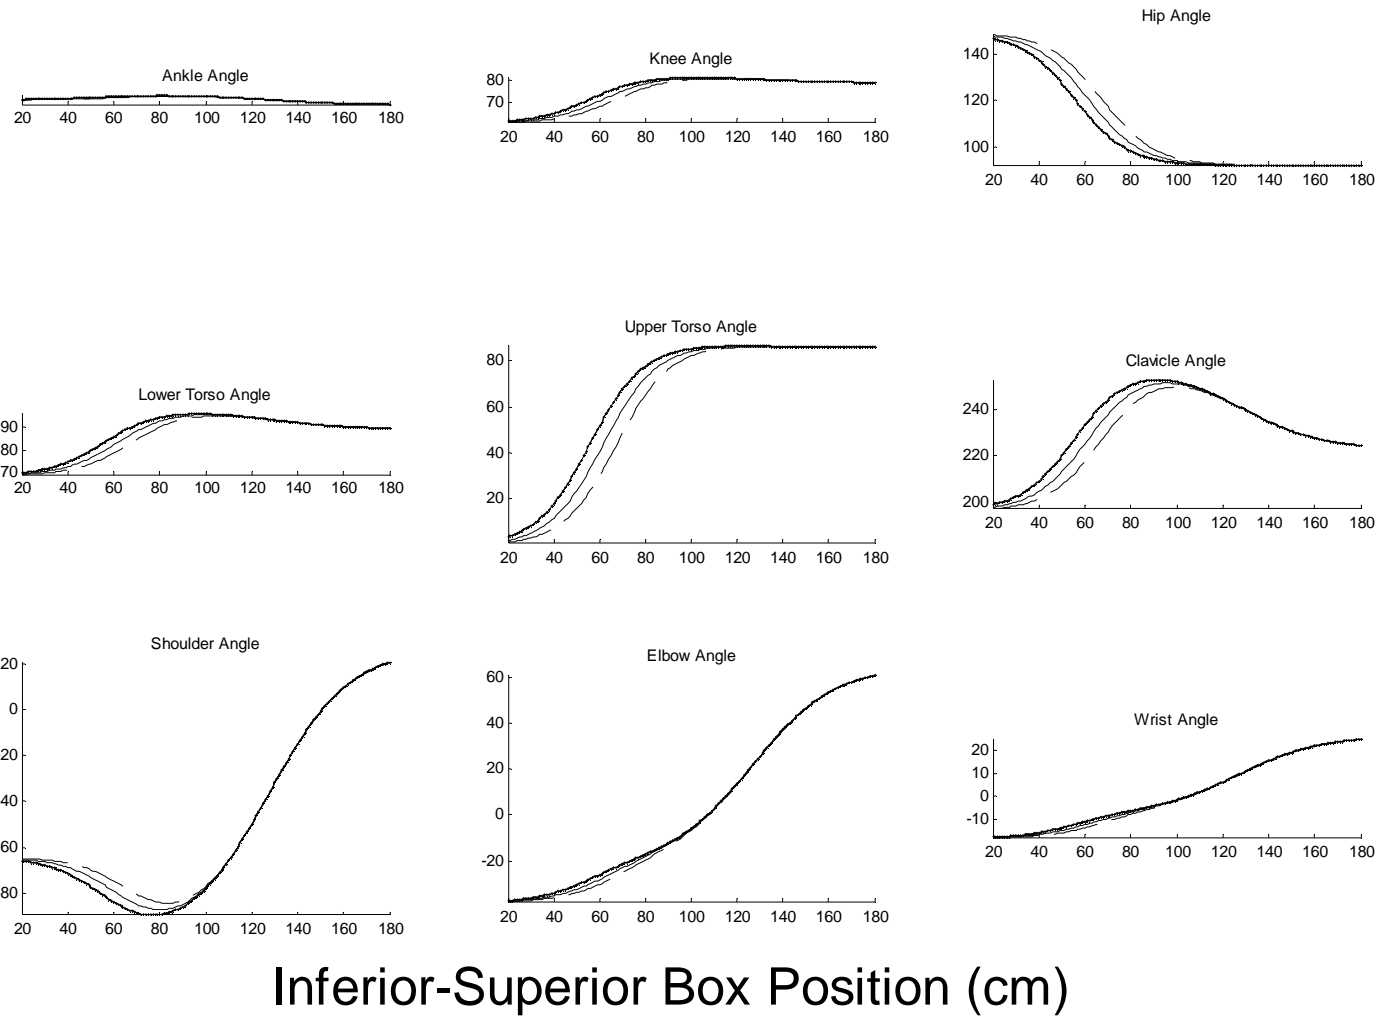 Ankle Angle
20 40 60 80 100 120 140 160 180
Knee Angle
80
70
20 40 60 80 100 120 140 160 180
Hip Angle
140
120
100
20 40 60 80 100 120 140 160 180
Lower Torso Angle
90
80
70
20 40 60 80 100 120 140 160 180
Upper Torso Angle
80
60
40
20
20 40 60 80 100 120 140 160 180
Clavicle Angle
240
220
200
20 40 60 80 100 120 140 160 180
Shoulder Angle
20
0
20
40
60
80
20 40 60 80 100 120 140 160 180
Elbow Angle
60
40
20
0
-20
20 40 60 80 100 120 140 160 180
Wrist Angle
20
10
0
-10
20 40 60 80 100 120 140 160 180
Inferior-Superior Box Position (cm)